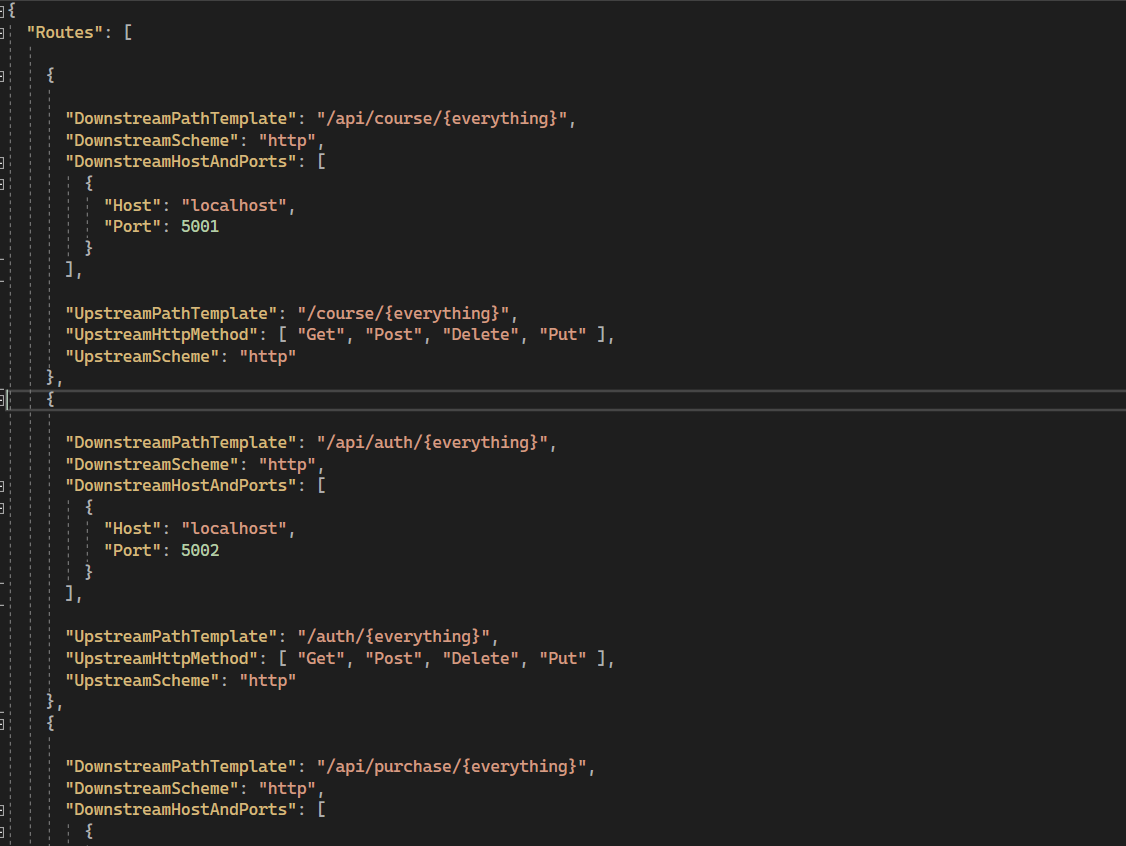 {
"Routes": [
{
"DownstreamPathTemplate": "/api/course/{everything}",
"DownstreamScheme": "http",
"DownstreamHostAndPorts": [
{
"Host": "localhost",
"Port": 5001
}
],
"UpstreamPathTemplate": "/course/{everything}",
"UpstreamHttpMethod": [ "Get", "Post", "Delete", "Put" ],
"UpstreamScheme": "http"
},
{
"DownstreamPathTemplate": "/api/auth/{everything}",
"DownstreamScheme": "http",
"DownstreamHostAndPorts": [
{
"Host": "localhost",
"Port": 5002
}
],
"UpstreamPathTemplate": "/auth/{everything}",
"UpstreamHttpMethod": [ "Get", "Post", "Delete", "Put" ],
"UpstreamScheme": "http"
},
{
"DownstreamPathTemplate": "/api/purchase/{everything}",
"DownstreamScheme": "http",
"DownstreamHostAndPorts": [
{